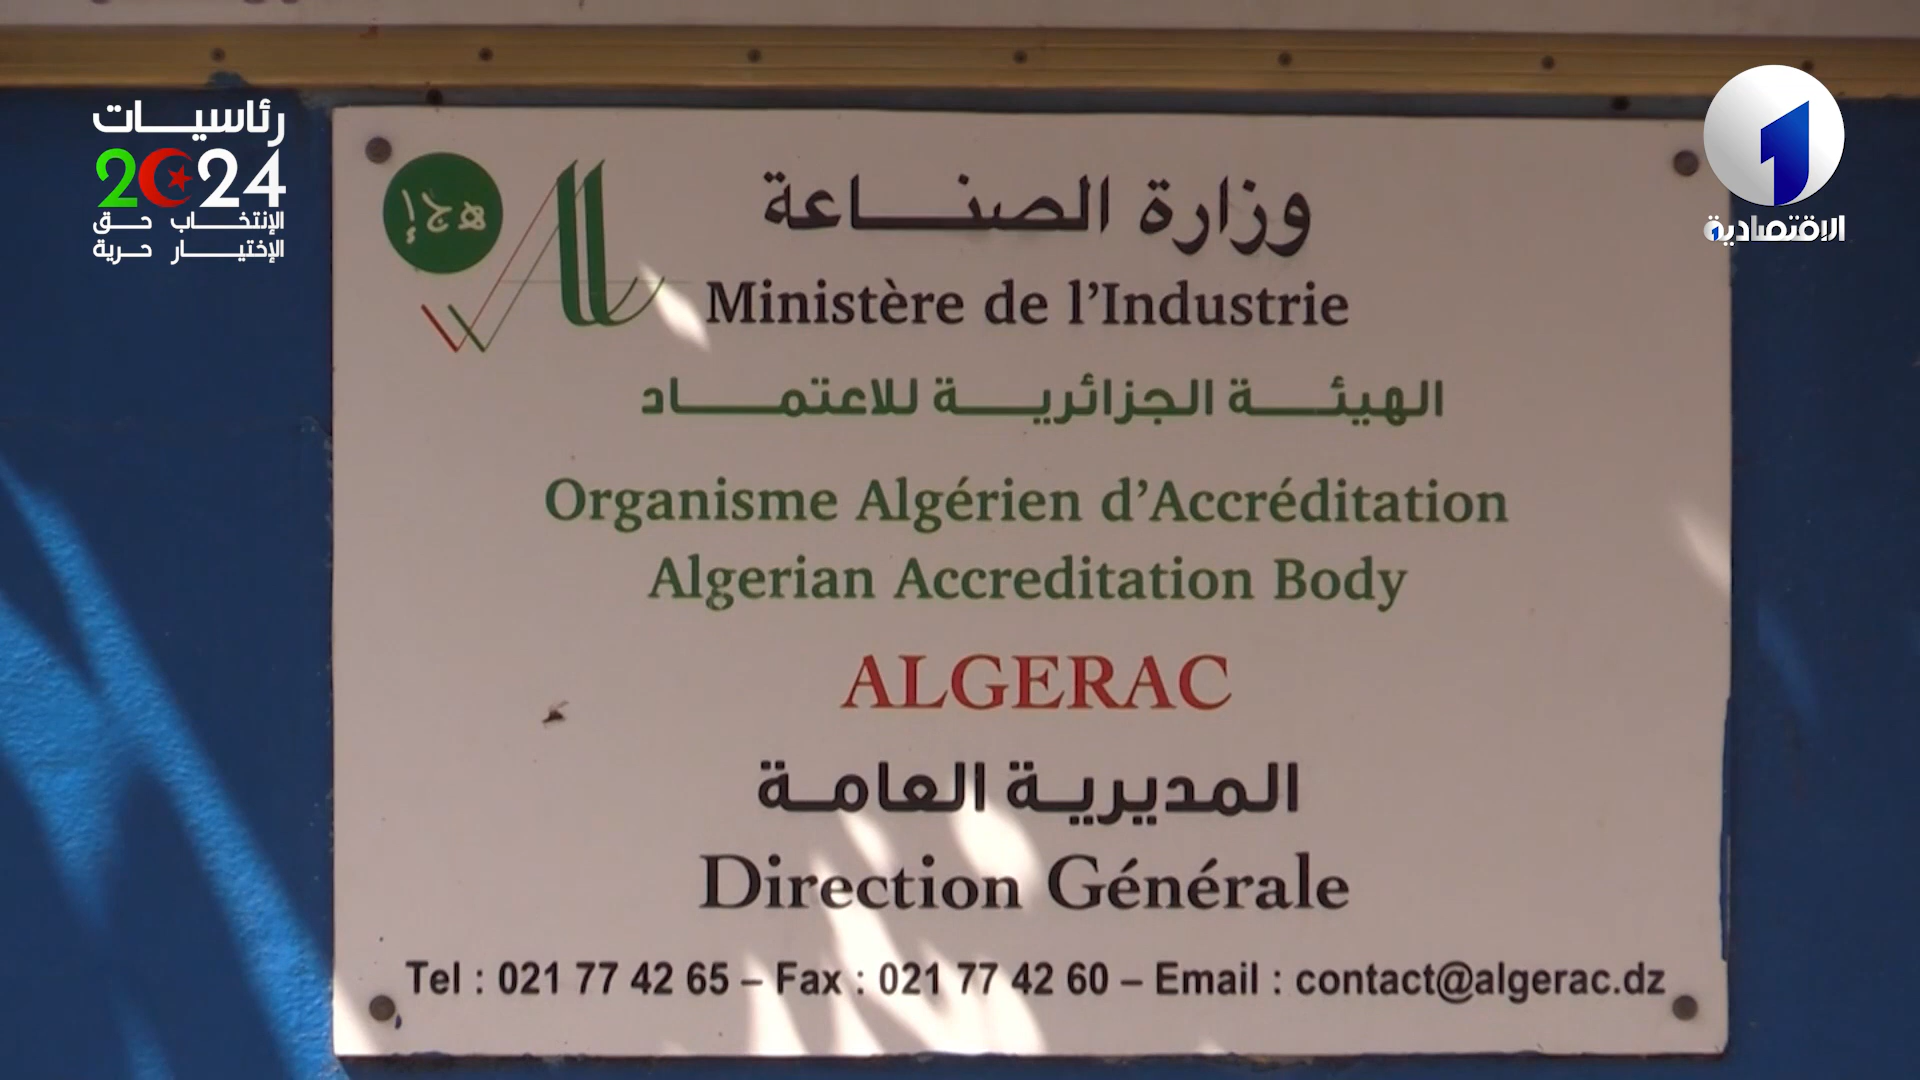 رئاسيات
2024
الإنتخاب حق
الإختيار حرية
1
الإقتصادية
هج إ
وزارة الصناعة
Ministère de l'Industrie
الهيئة الجزائرية للاعتماد
Organisme Algérien d'Accréditation
Algerian Accreditation Body
ALGERAC
المديرية العامة
Direction Générale
Tel : 021 77 42 65 – Fax : 021 77 42 60 – Email : contact@algerac.dz